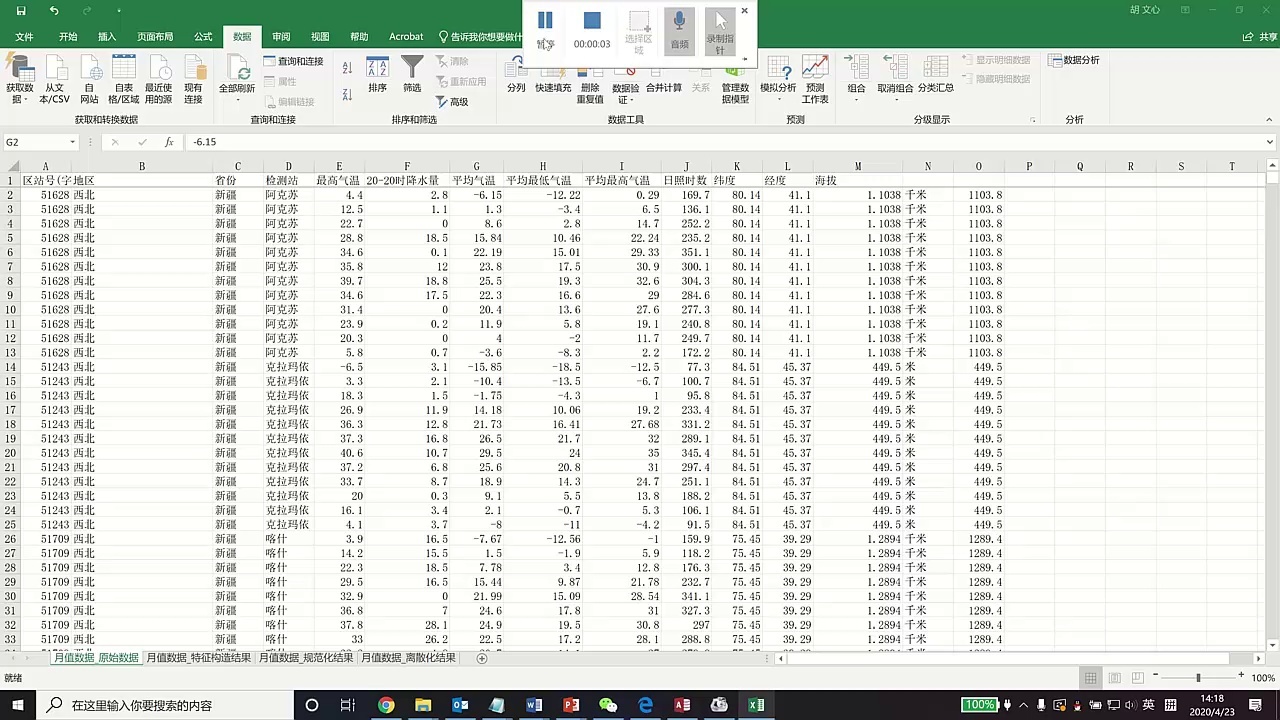 胡 文心
文件 开始 插入 页面布局 公式 数据 审阅 视图 帮助 Acrobat 告诉我你想要做什 共享
00:00:03
选择区域 音频 录制指针
获取数据 从文本/CSV 自网站 自表格/区域 最近使用的源 现有连接 全部刷新 查询和连接 属性 编辑链接 排序 筛选 清除 重新应用 高级 分列 快速填充 删除重复值 数据验证 合并计算 关系 管理数据模型 模拟分析 预测工作表 组合 取消组合 分类汇总 显示明细数据 隐藏明细数据 数据分析
获取和转换数据 查询和连接 排序和筛选 数据工具 预测 分级显示 分析
G2 fx -6.15
A B C D E F G H I J K L M N O P Q R S T
1 区站号(字 地区 省份 检测站 最高气温 20-20时降水量 平均气温 平均最低气温 平均最高气温 日照时数 纬度 经度 海拔
2 51628 西北 新疆 阿克苏 4.4 2.8 -6.15 -12.22 0.29 169.7 80.14 41.1 1.1038 千米 1103.8
3 51628 西北 新疆 阿克苏 12.5 1.1 1.3 -3.4 6.5 136.1 80.14 41.1 1.1038 千米 1103.8
4 51628 西北 新疆 阿克苏 22.7 0 8.6 2.8 14.7 252.2 80.14 41.1 1.1038 千米 1103.8
5 51628 西北 新疆 阿克苏 28.8 18.5 15.84 10.46 22.24 235.2 80.14 41.1 1.1038 千米 1103.8
6 51628 西北 新疆 阿克苏 34.6 0.1 22.19 15.01 29.33 351.1 80.14 41.1 1.1038 千米 1103.8
7 51628 西北 新疆 阿克苏 35.8 12 23.8 17.5 30.9 300.1 80.14 41.1 1.1038 千米 1103.8
8 51628 西北 新疆 阿克苏 39.7 18.8 25.5 19.3 32.6 304.3 80.14 41.1 1.1038 千米 1103.8
9 51628 西北 新疆 阿克苏 34.6 17.5 22.3 16.6 29 284.6 80.14 41.1 1.1038 千米 1103.8
10 51628 西北 新疆 阿克苏 31.4 0 20.4 13.6 27.6 277.3 80.14 41.1 1.1038 千米 1103.8
11 51628 西北 新疆 阿克苏 23.9 0.2 11.9 5.8 19.1 240.8 80.14 41.1 1.1038 千米 1103.8
12 51628 西北 新疆 阿克苏 20.3 0 4 -2 11.7 249.7 80.14 41.1 1.1038 千米 1103.8
13 51628 西北 新疆 阿克苏 5.8 0.7 -3.6 -8.3 2.2 172.2 80.14 41.1 1.1038 千米 1103.8
14 51243 西北 新疆 克拉玛依 -6.5 3.1 -15.85 -18.5 -12.5 77.3 84.51 45.37 449.5 米 449.5
15 51243 西北 新疆 克拉玛依 3.3 2.1 -10.4 -13.5 -6.7 100.7 84.51 45.37 449.5 米 449.5
16 51243 西北 新疆 克拉玛依 18.3 1.5 -1.75 -4.3 1 95.8 84.51 45.37 449.5 米 449.5
17 51243 西北 新疆 克拉玛依 26.9 11.9 14.18 10.06 19.2 233.4 84.51 45.37 449.5 米 449.5
18 51243 西北 新疆 克拉玛依 36.3 12.8 21.73 16.41 27.68 331.2 84.51 45.37 449.5 米 449.5
19 51243 西北 新疆 克拉玛依 37.3 16.8 26.5 21.7 32 289.1 84.51 45.37 449.5 米 449.5
20 51243 西北 新疆 克拉玛依 40.6 10.7 29.5 24 35 345.4 84.51 45.37 449.5 米 449.5
21 51243 西北 新疆 克拉玛依 37.2 6.8 25.6 20.8 31 297.4 84.51 45.37 449.5 米 449.5
22 51243 西北 新疆 克拉玛依 33.7 8.7 18.9 14.3 24.7 251.1 84.51 45.37 449.5 米 449.5
23 51243 西北 新疆 克拉玛依 20 0.3 9.1 5.5 13.8 188.2 84.51 45.37 449.5 米 449.5
24 51243 西北 新疆 克拉玛依 16.1 3.4 2.1 -0.7 5.3 106.1 84.51 45.37 449.5 米 449.5
25 51243 西北 新疆 克拉玛依 4.1 3.7 -8 -11 -4.2 91.5 84.51 45.37 449.5 米 449.5
26 51709 西北 新疆 喀什 3.9 16.5 -7.67 -12.56 -1 159.9 75.45 39.29 1.2894 千米 1289.4
27 51709 西北 新疆 喀什 14.2 15.5 1.5 -1.9 5.9 118.2 75.45 39.29 1.2894 千米 1289.4
28 51709 西北 新疆 喀什 22.3 18.5 7.78 3.4 12.8 176.3 75.45 39.29 1.2894 千米 1289.4
29 51709 西北 新疆 喀什 29.5 16.5 15.44 9.87 21.78 232.7 75.45 39.29 1.2894 千米 1289.4
30 51709 西北 新疆 喀什 32.9 0 21.99 15.09 28.54 341.1 75.45 39.29 1.2894 千米 1289.4
31 51709 西北 新疆 喀什 36.8 7 24.6 17.8 31 327.3 75.45 39.29 1.2894 千米 1289.4
32 51709 西北 新疆 喀什 37.8 28.1 24.9 19.5 30.8 297 75.45 39.29 1.2894 千米 1289.4
33 51709 西北 新疆 喀什 33 26.2 22.5 17.2 28.1 288.8 75.45 39.29 1.2894 千米 1289.4
月值数据_原始数据 月值数据_特征构造结果 月值数据_规范化结果 月值数据_离散化结果
就绪 100%
在这里输入你要搜索的内容 100% 英 14:18
2020/4/23